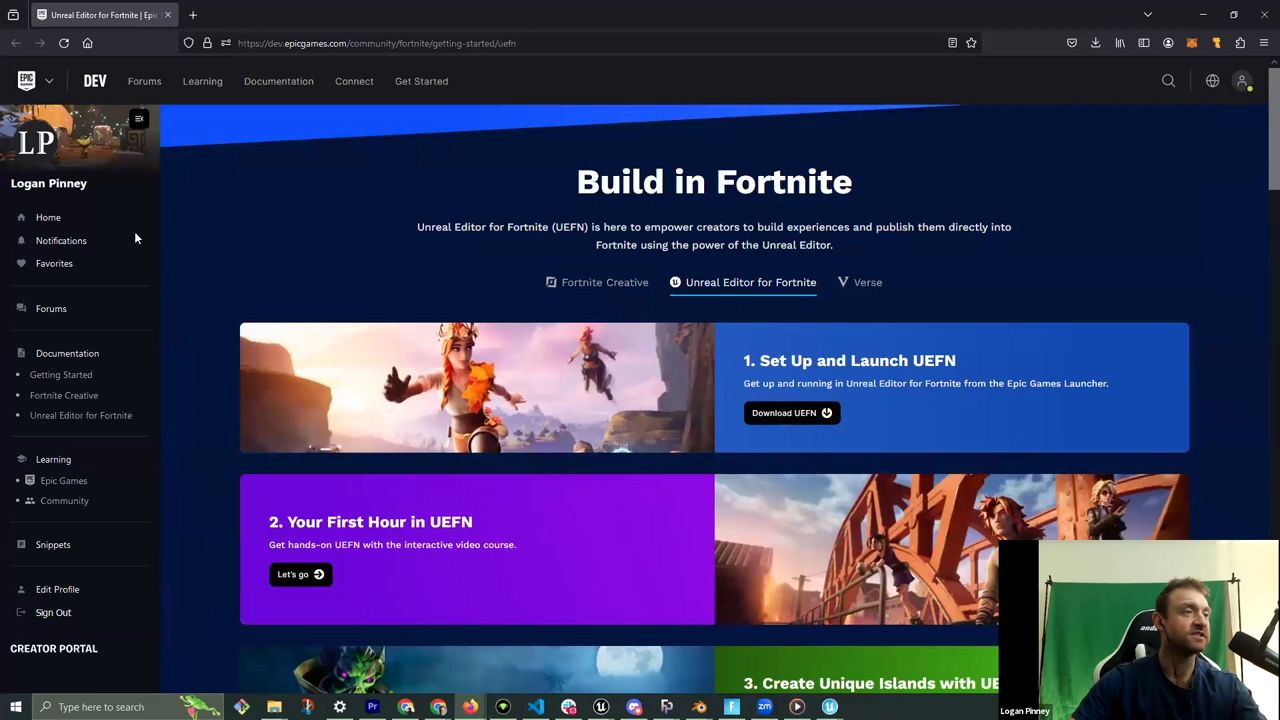 Unreal Editor for Fortnite | Epic
https://dev.epicgames.com/community/fortnite/getting-started/uefn
EPIC GAMES
DEV
Forums
Learning
Documentation
Connect
Get Started
LP
Logan Pinney
Home
Notifications
Favorites
Forums
Documentation
Getting Started
Fortnite Creative
Unreal Editor for Fortnite
Learning
Epic Games
Community
Snippets
Edit Profile
Sign Out
CREATOR PORTAL
Build in Fortnite
Unreal Editor for Fortnite (UEFN) is here to empower creators to build experiences and publish them directly into
Fortnite using the power of the Unreal Editor.
Fortnite Creative
Unreal Editor for Fortnite
Verse
1. Set Up and Launch UEFN
Get up and running in Unreal Editor for Fortnite from the Epic Games Launcher.
Download UEFN
2. Your First Hour in UEFN
Get hands-on UEFN with the interactive video course.
Let's go
3. Create Unique Islands with UE
Logan Pinney
Type here to search